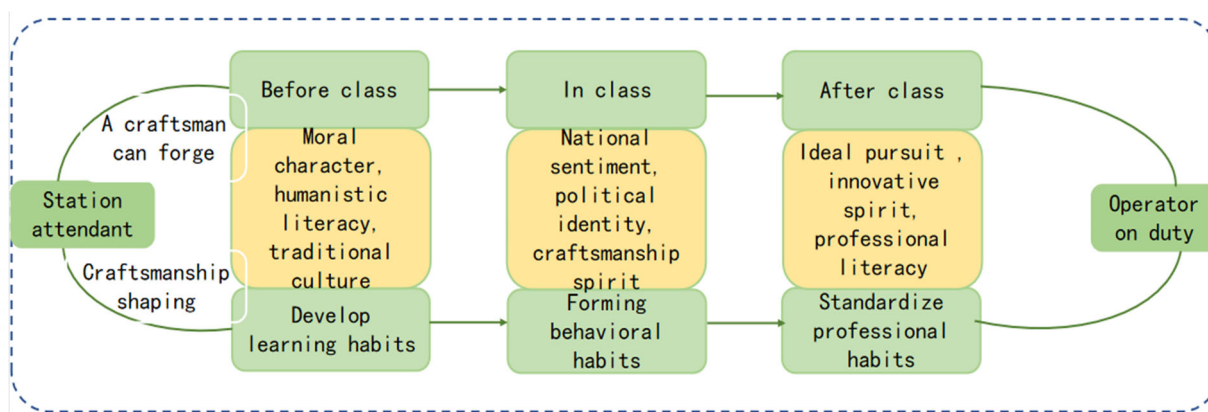 Before class
In class
After class
A craftsman
can forge
Moral
character,
humanistic
literacy,
traditional
culture
National
sentiment,
political
identity,
craftsmanship
spirit
Ideal pursuit ,
innovative
spirit,
professional
literacy
Station
attendant
Operator
on duty
Craftsmanship
shaping
Develop
learning habits
Forming
behavioral
habits
Standardize
professional
habits